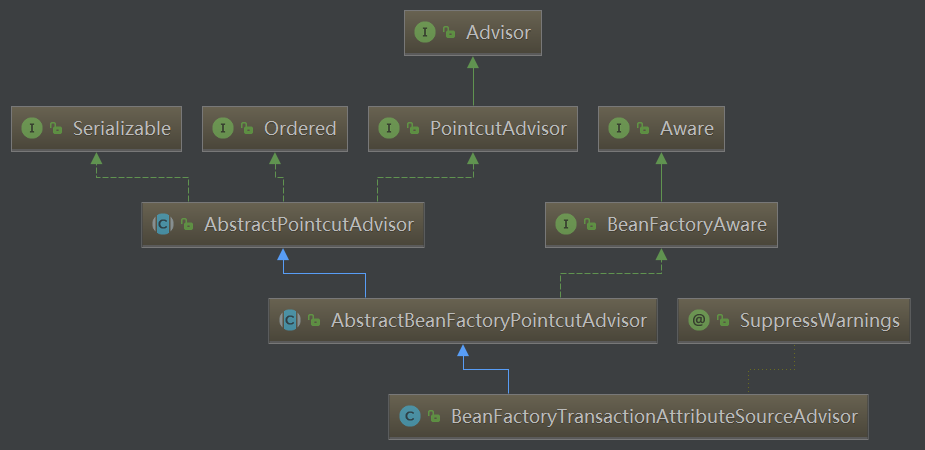 I Advisor
I Serializable
I Ordered
I PointcutAdvisor
I Aware
C AbstractPointcutAdvisor
I BeanFactoryAware
C AbstractBeanFactoryPointcutAdvisor
@ SuppressWarnings
C BeanFactoryTransactionAttributeSourceAdvisor